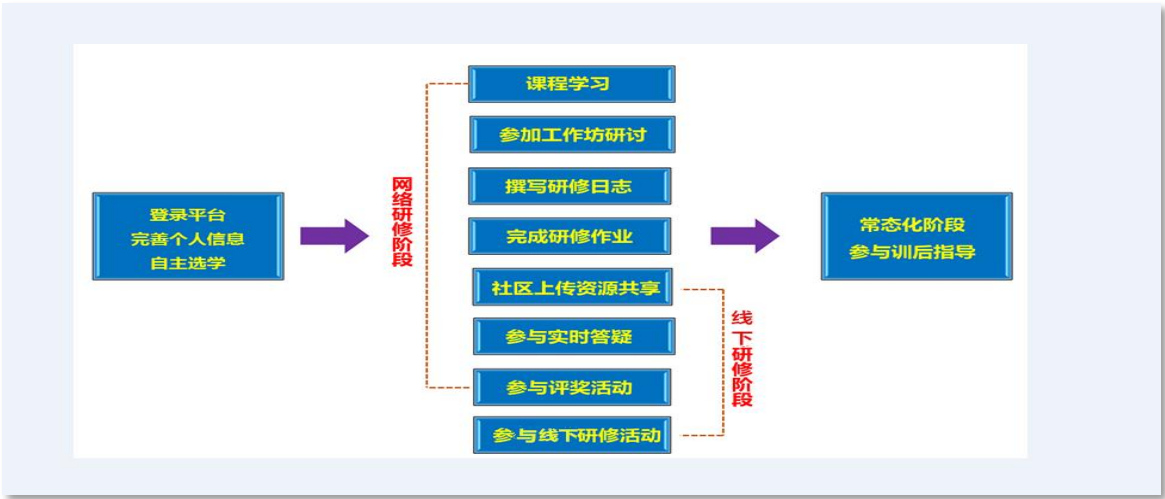 登录平台
完善个人信息
自主选学
网络研修阶段
课程学习
参加工作坊研讨
撰写研修日志
完成研修作业
社区上传资源共享
参与实时答疑
参与评奖活动
参与线下研修活动
线下研修阶段
常态化阶段
参与训后指导